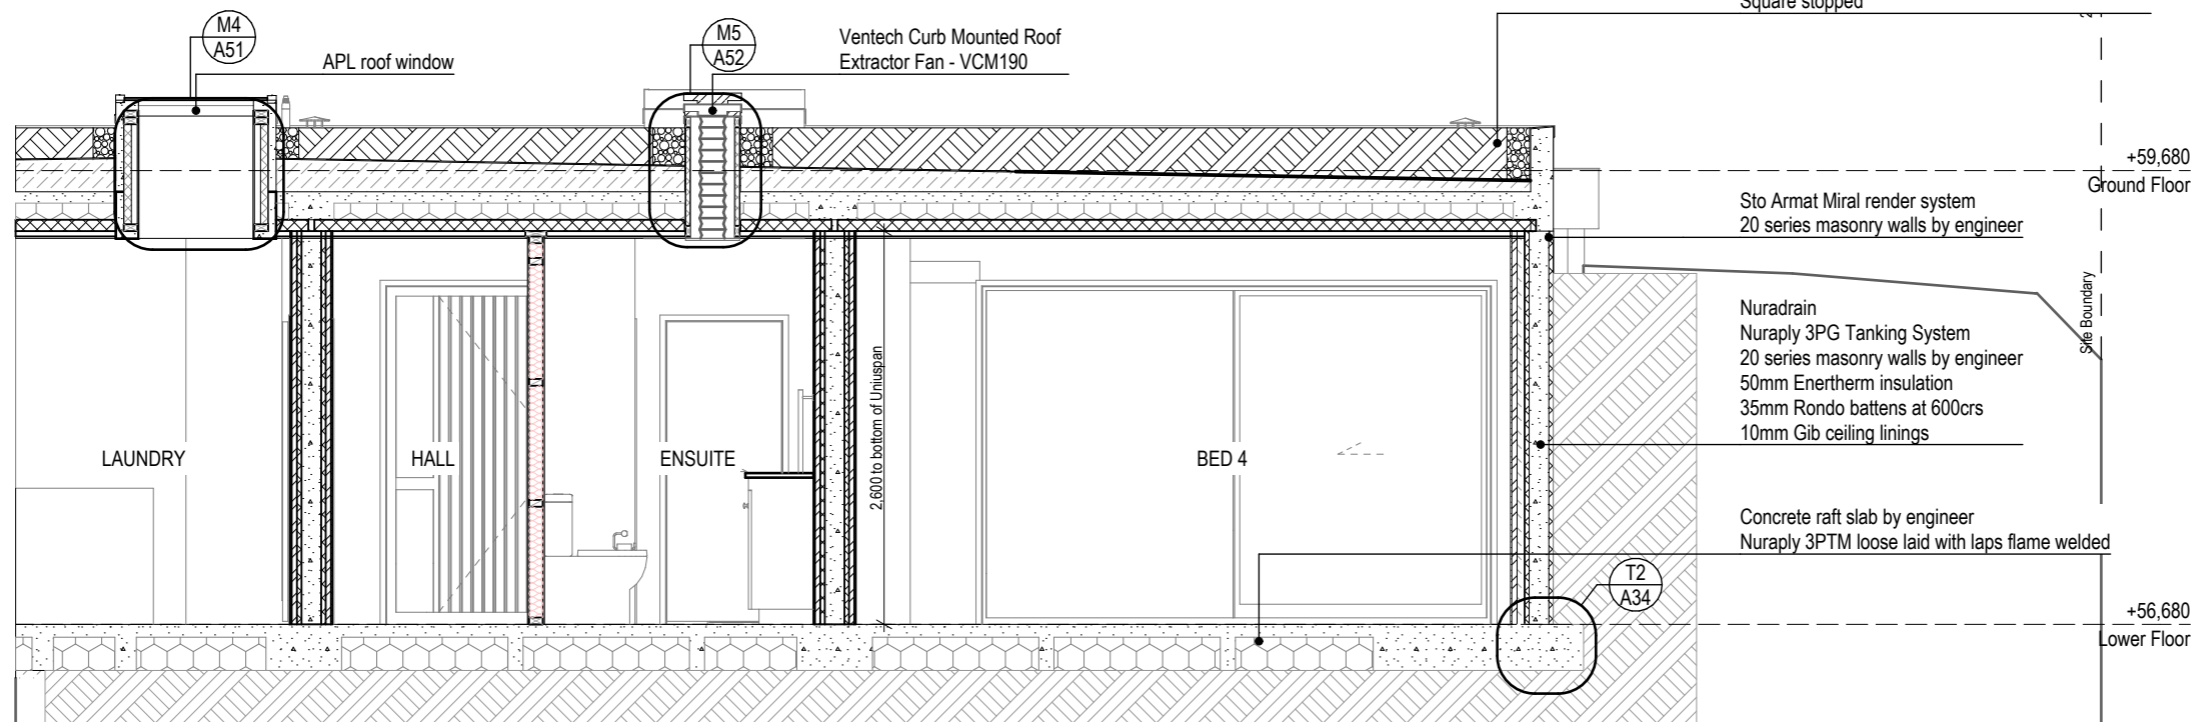 Square stopped
M4
A51
APL roof window
M5
A52
Ventech Curb Mounted Roof
Extractor Fan - VCM190
+59,680
Ground Floor
Sto Armat Miral render system
20 series masonry walls by engineer
Site Boundary
Nuradrain
Nuraply 3PG Tanking System
20 series masonry walls by engineer
50mm Enertherm insulation
35mm Rondo battens at 600crs
10mm Gib ceiling linings
2,600 to bottom of Uniuspan
LAUNDRY
HALL
ENSUITE
BED 4
Concrete raft slab by engineer
Nuraply 3PTM loose laid with laps flame welded
T2
A34
+56,680
Lower Floor